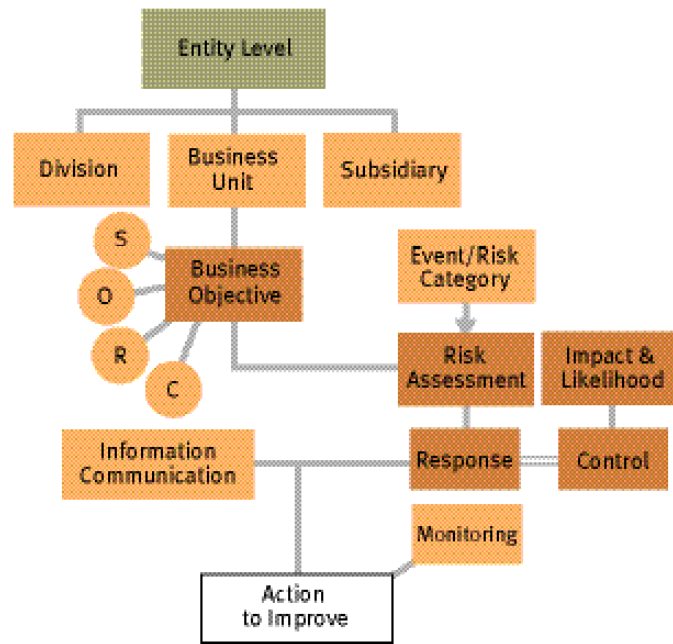 Entity Level
Division
Business
Unit
Subsidiary
S
O
R
C
Business
Objective
Event/Risk
Category
Risk
Assessment
Impact &
Likelihood
Information
Communication
Response
Control
Monitoring
Action
to Improve